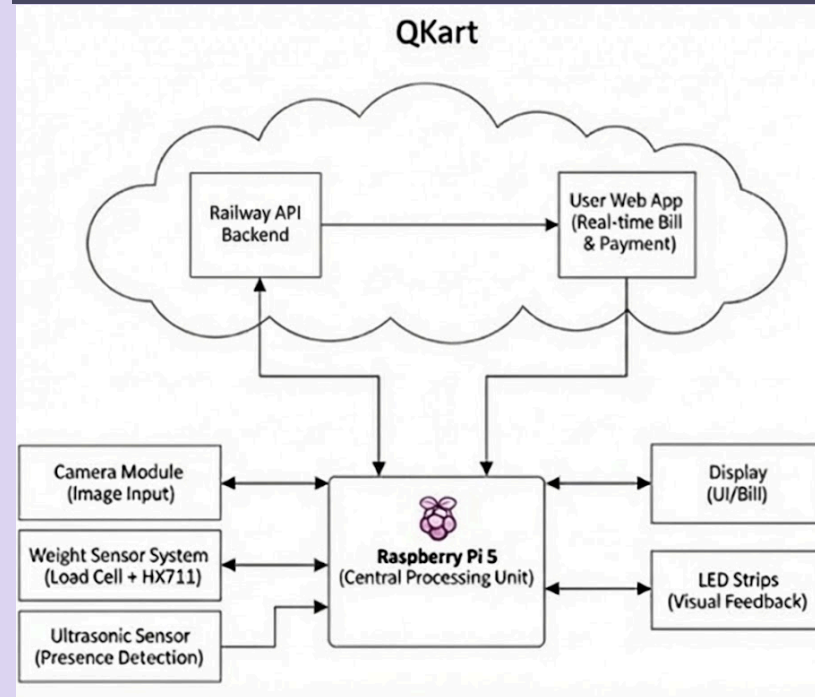 QKart
Railway API
Backend
User Web App
(Real-time Bill
& Payment)
Camera Module
(Image Input)
Weight Sensor System
(Load Cell + HX711)
Ultrasonic Sensor
(Presence Detection)
Raspberry Pi 5
(Central Processing Unit)
Display
(UI/Bill)
LED Strips
(Visual Feedback)